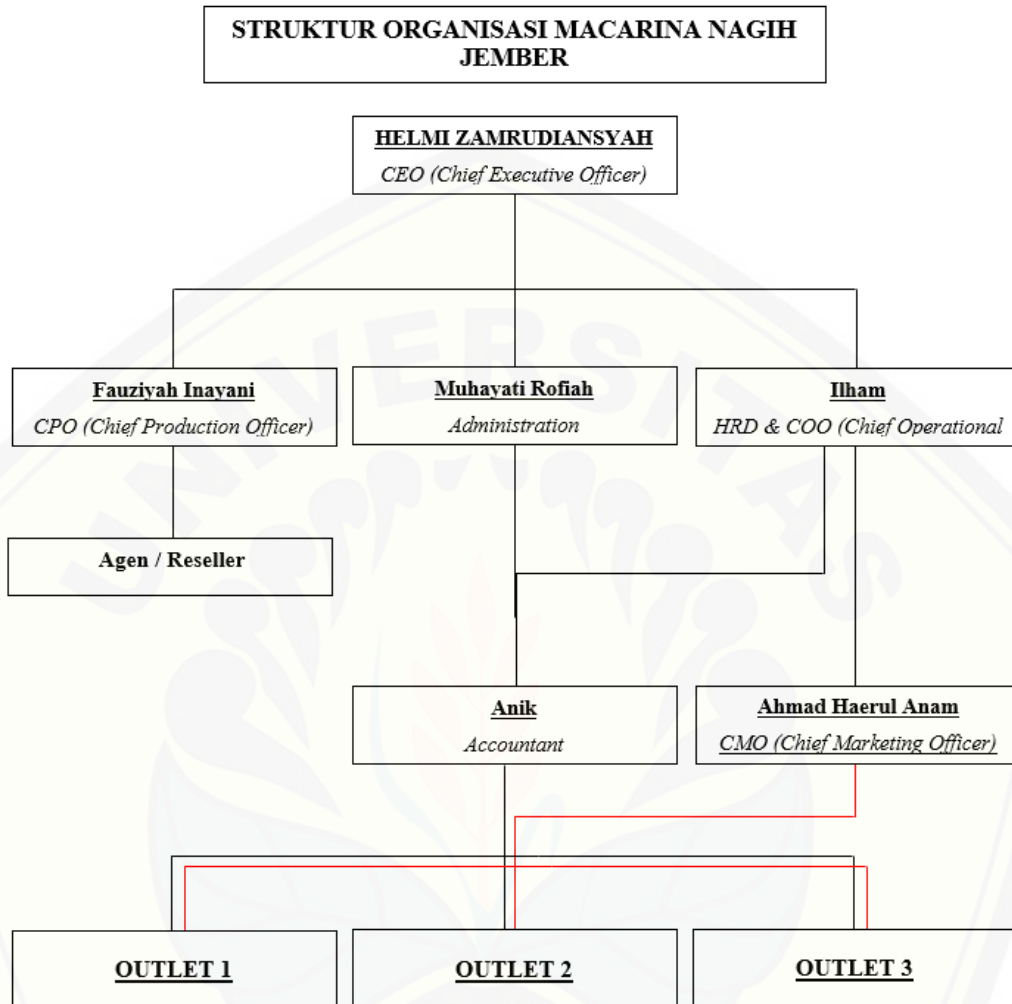 STRUKTUR ORGANISASI MACARINA NAGIH
JEMBER
HELMI ZAMRUDIANSYAH
CEO (Chief Executive Officer)
UNIVERSITAS
Fauziyah Inayani
CPO (Chief Production Officer)
Muhayati Rofiah
Administration
Ilham
HRD & COO (Chief Operational
Agen / Reseller
Anik
Accountant
Ahmad Haerul Anam
CMO (Chief Marketing Officer)
OUTLET 1
OUTLET 2
OUTLET 3